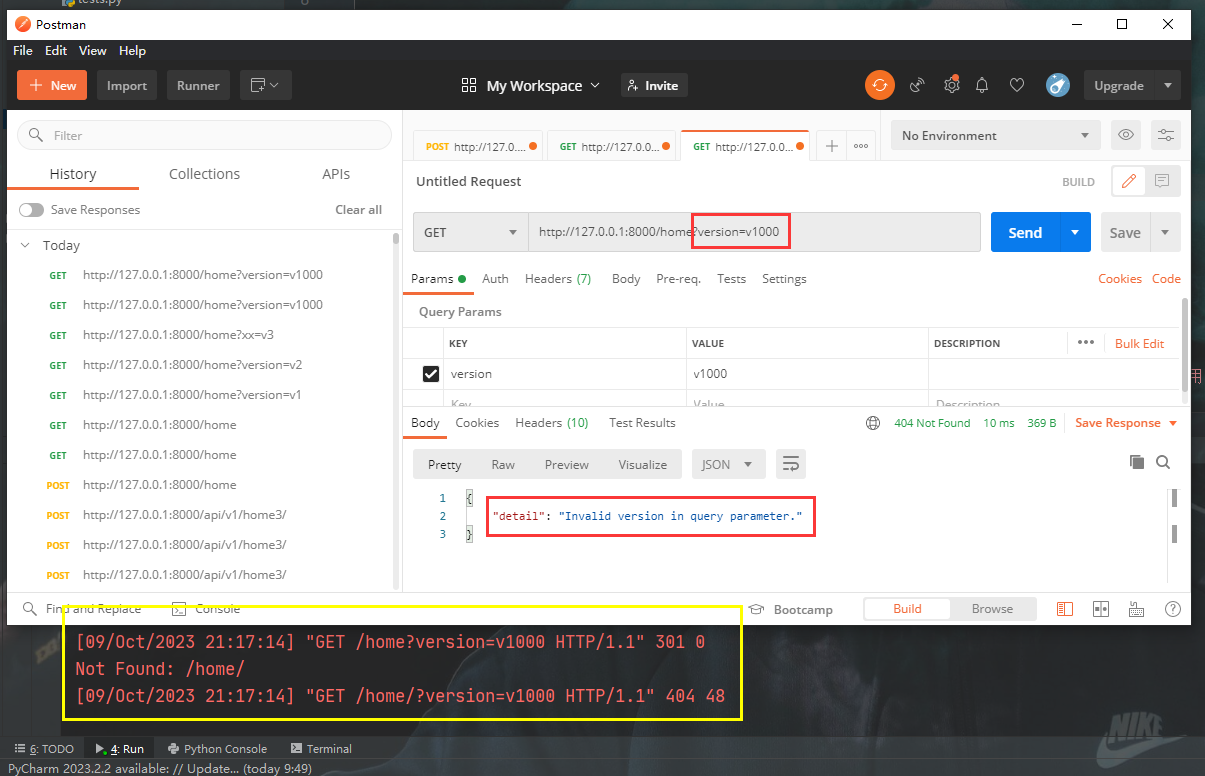 tests.py
Postman
File Edit View Help
New Import Runner My Workspace Invite Upgrade
Filter
History Collections APIs
Save Responses Clear all
Today
GET http://127.0.0.1:8000/home?version=v1000
GET http://127.0.0.1:8000/home?version=v1000
GET http://127.0.0.1:8000/home?xx=v3
GET http://127.0.0.1:8000/home?version=v2
GET http://127.0.0.1:8000/home?version=v1
GET http://127.0.0.1:8000/home
GET http://127.0.0.1:8000/home
POST http://127.0.0.1:8000/home
POST http://127.0.0.1:8000/api/v1/home3/
POST http://127.0.0.1:8000/api/v1/home3/
POST http://127.0.0.1:8000/api/v1/home3/
POST http://127.0.... GET http://127.0.0... GET http://127.0.0... No Environment
Untitled Request BUILD
GET http://127.0.0.1:8000/home?version=v1000 Send Save
Params Auth Headers (7) Body Pre-req. Tests Settings Cookies Code
Query Params
KEY VALUE DESCRIPTION Bulk Edit
version v1000
Key Value Description
Body Cookies Headers (10) Test Results 404 Not Found 10 ms 369 B Save Response
Pretty Raw Preview Visualize JSON
1 {
2 "detail": "Invalid version in query parameter."
3 }
Find and Replace Console Bootcamp Build Browse
[09/Oct/2023 21:17:14] "GET /home?version=v1000 HTTP/1.1" 301 0
Not Found: /home/
[09/Oct/2023 21:17:14] "GET /home/?version=v1000 HTTP/1.1" 404 48
NIKE
6: TODO 4: Run Python Console Terminal
PyCharm 2023.2.2 available: // Update... (today 9:49)